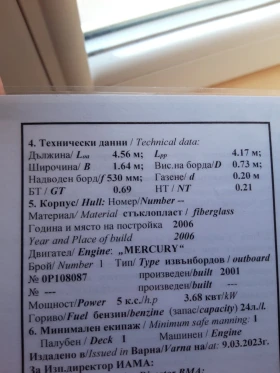 4. Технически данни / Technical data:
Дължина/ Loa 4.56 м; Lpp 4.17 м;
Широчина/ B 1.64 м; Вис.на борда/D 0.73 м;
Надводен борд/f 530 мм; Газене/ d 0.20 м
БТ / GT 0.69 НТ / NT 0.21
5. Корпус/ Hull: Номер/Number --
Материал/ Material стъклопласт / fiberglass
Година и място на постройка 2006
Year and Place of build 2006
Двигател/ Engine: „MERCURY"
Брой/ Number 1 Тип/ Type извънбордов / outboard
№ 0P108087 произведен/built 2001
№ --- произведен/built ---
Мощност/Power 5 к.с./h.p 3.68 квт/kW
Гориво/Fuel бензин/benzine (запас/capacity) 24л./l.
6. Минимален екипаж / Minimum safe manning: 1
Палубен / Deck 1 Машинен / Engine
Издадено в/Issued in Варна/Varna на/at: 9.03.2023г.
За Изп.директор ИАМА: